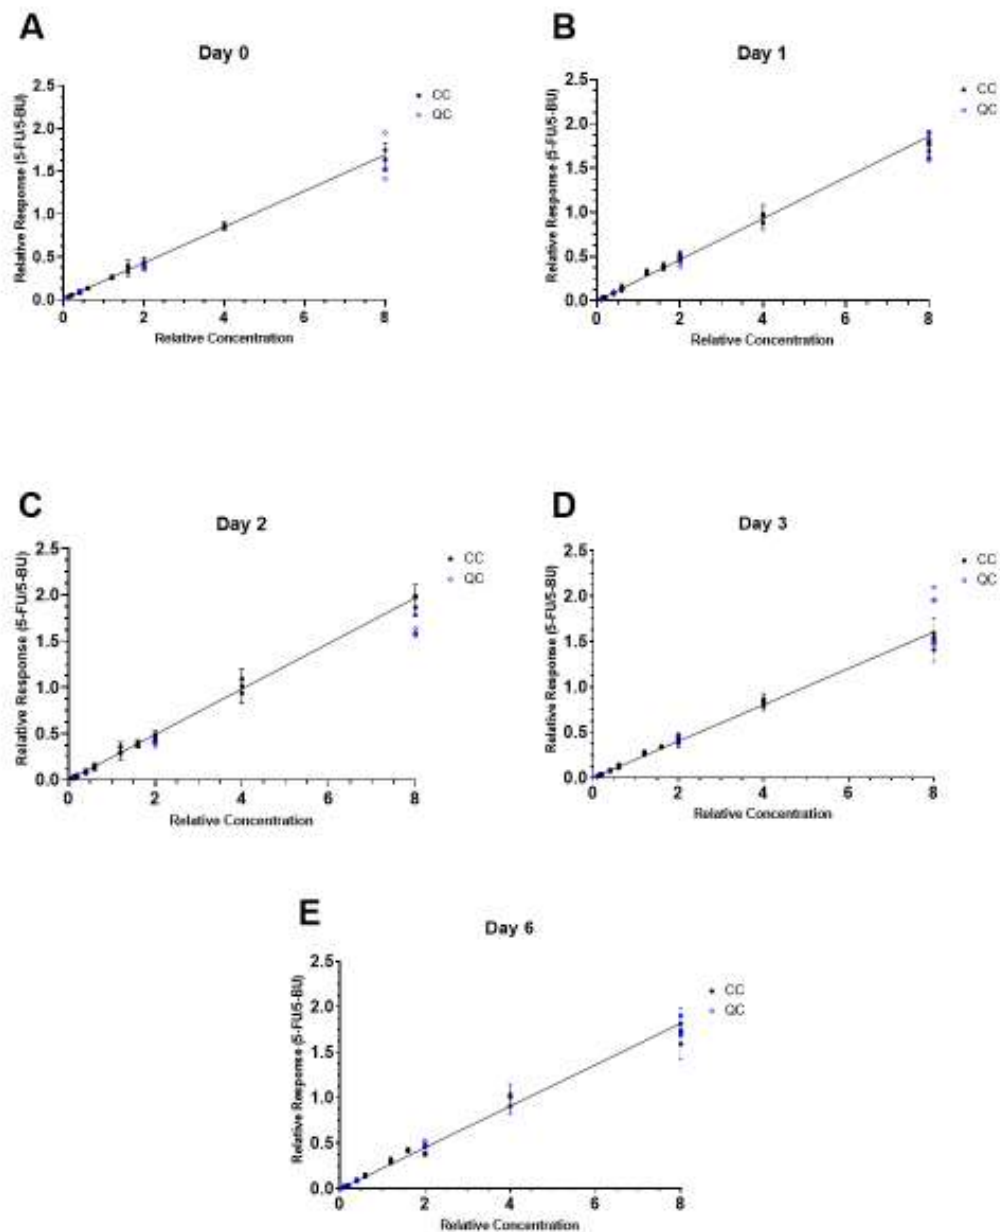 A
Day 0
Relative Response (5-FU/5-BU)
2.5
2.0
1.5
1.0
0.5
0.0
0 2 4 6 8
Relative Concentration
CC
QC
B
Day 1
Relative Response (5-FU/5-BU)
2.5
2.0
1.5
1.0
0.5
0.0
0 2 4 6 8
Relative Concentration
CC
QC
C
Day 2
Relative Response (5-FU/5-BU)
2.5
2.0
1.5
1.0
0.5
0.0
0 2 4 6 8
Relative Concentration
CC
QC
D
Day 3
Relative Response (5-FU/5-BU)
2.5
2.0
1.5
1.0
0.5
0.0
0 2 4 6 8
Relative Concentration
CC
QC
E
Day 6
Relative Response (5-FU/5-BU)
2.5
2.0
1.5
1.0
0.5
0.0
0 2 4 6 8
Relative Concentration
CC
QC